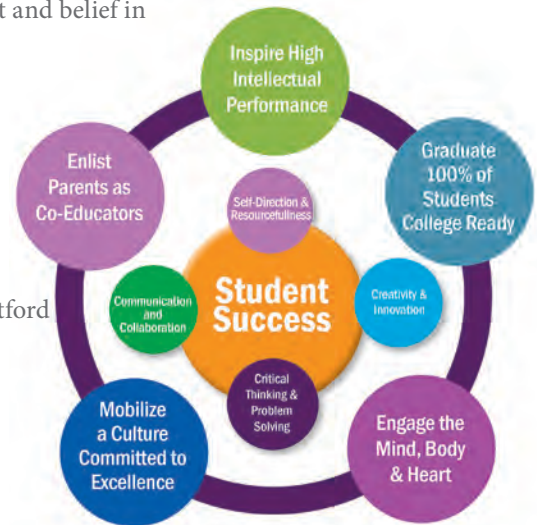 t and belief in
Inspire High
Intellectual
Performance
Enlist
Parents as
Co-Educators
Graduate
100% of
Students
College Ready
Self-Direction &
Resourcefullness
Communication
and
Collaboration
Student
Success
Creativity &
Innovation
tford
Critical
Thinking &
Problem
Solving
Mobilize
a Culture
Committed to
Excellence
Engage the
Mind, Body
& Heart